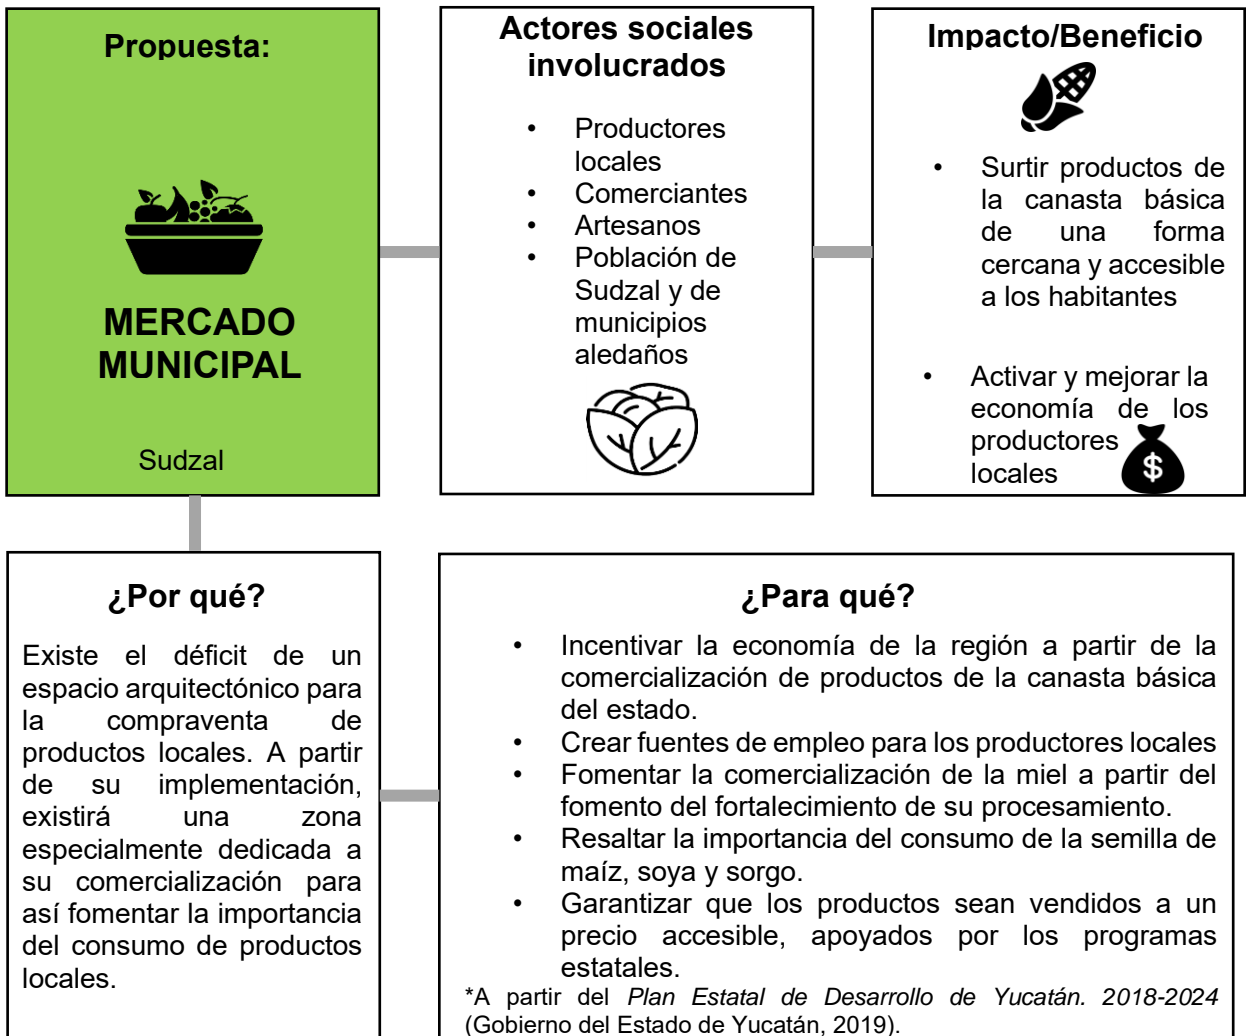 Propuesta:
MERCADO
MUNICIPAL
Sudzal
Actores sociales
involucrados
• Productores
locales
• Comerciantes
• Artesanos
• Población de
Sudzal y de
municipios
aledaños
Impacto/Beneficio
• Surtir productos de
la canasta básica
de una forma
cercana y accesible
a los habitantes
• Activar y mejorar la
economía de los
productores
locales
$
¿Por qué?
Existe el déficit de un
espacio arquitectónico para
la compraventa de
productos locales. A partir
de su implementación,
existirá una zona
especialmente dedicada a
su comercialización para
así fomentar la importancia
del consumo de productos
locales.
¿Para qué?
• Incentivar la economía de la región a partir de la
comercialización de productos de la canasta básica
del estado.
• Crear fuentes de empleo para los productores locales
• Fomentar la comercialización de la miel a partir del
fomento del fortalecimiento de su procesamiento.
• Resaltar la importancia del consumo de la semilla de
maíz, soya y sorgo.
• Garantizar que los productos sean vendidos a un
precio accesible, apoyados por los programas
estatales.
*A partir del Plan Estatal de Desarrollo de Yucatán. 2018-2024
(Gobierno del Estado de Yucatán, 2019).